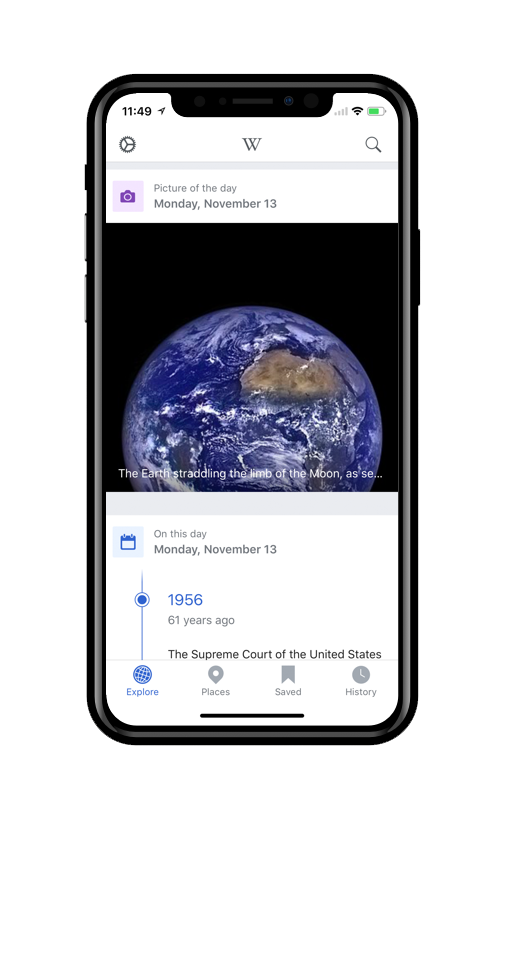 11:49
W
Picture of the day
Monday, November 13
The Earth straddling the limb of the Moon, as se...
On this day
Monday, November 13
1956
61 years ago
The Supreme Court of the United States
Explore Places Saved History